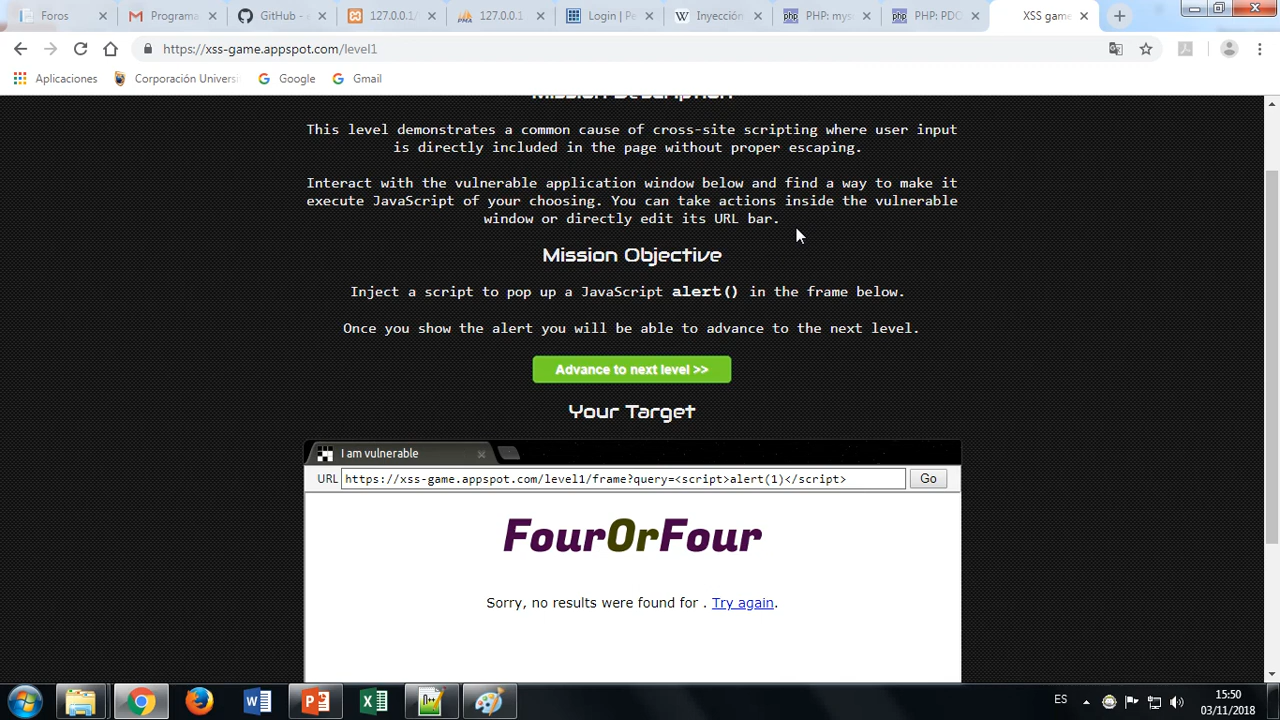 Foros
Programa
GitHub - a
127.0.0.1/
127.0.0.1
Login | Pe
Inyección
PHP: mys
PHP: PDO
XSS game
https://xss-game.appspot.com/level1
Aplicaciones
Corporación Universi
Google
Gmail
Mission Description
This level demonstrates a common cause of cross-site scripting where user input
is directly included in the page without proper escaping.
Interact with the vulnerable application window below and find a way to make it
execute JavaScript of your choosing. You can take actions inside the vulnerable
window or directly edit its URL bar.
Mission Objective
Inject a script to pop up a JavaScript alert() in the frame below.
Once you show the alert you will be able to advance to the next level.
Advance to next level >>
Your Target
I am vulnerable
URL https://xss-game.appspot.com/level1/frame?query=<script>alert(1)</script> Go
FourOrFour
Sorry, no results were found for . Try again.
ES
15:50
03/11/2018